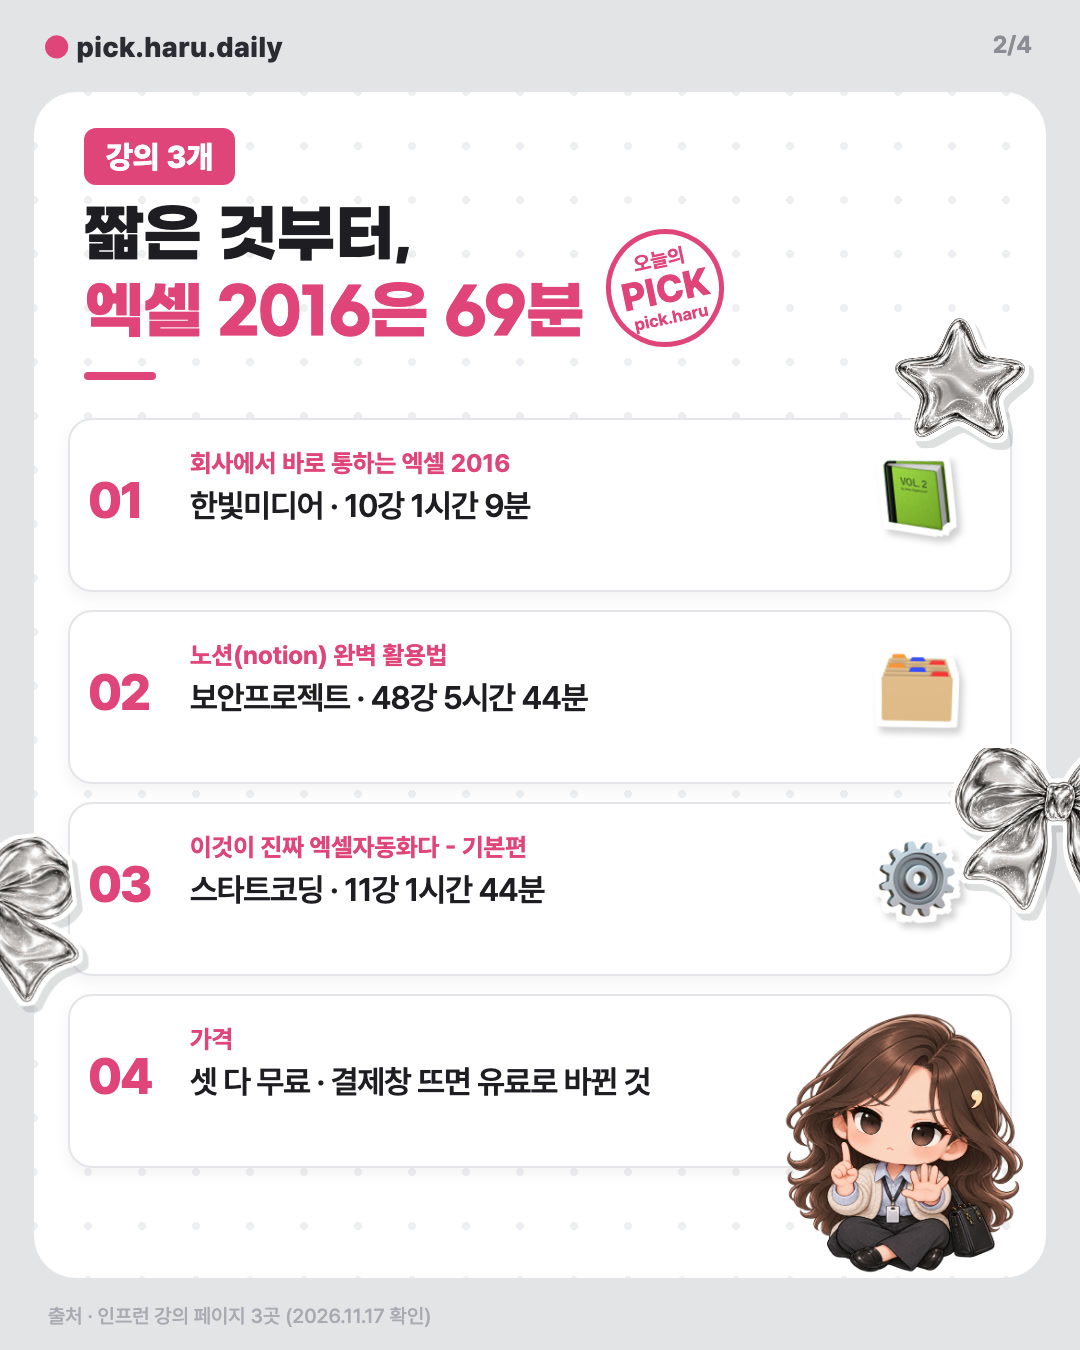 pick.haru.daily
2/4
강의 3개
짧은 것부터,
엑셀 2016은 69분
오늘의
PICK
pick.haru
01
회사에서 바로 통하는 엑셀 2016
한빛미디어 · 10강 1시간 9분
VOL. 2
02
노션(notion) 완벽 활용법
보안프로젝트 · 48강 5시간 44분
03
이것이 진짜 엑셀자동화다 - 기본편
스타트코딩 · 11강 1시간 44분
04
가격
셋 다 무료 · 결제창 뜨면 유료로 바뀐 것
출처 · 인프런 강의 페이지 3곳 (2026.11.17 확인)